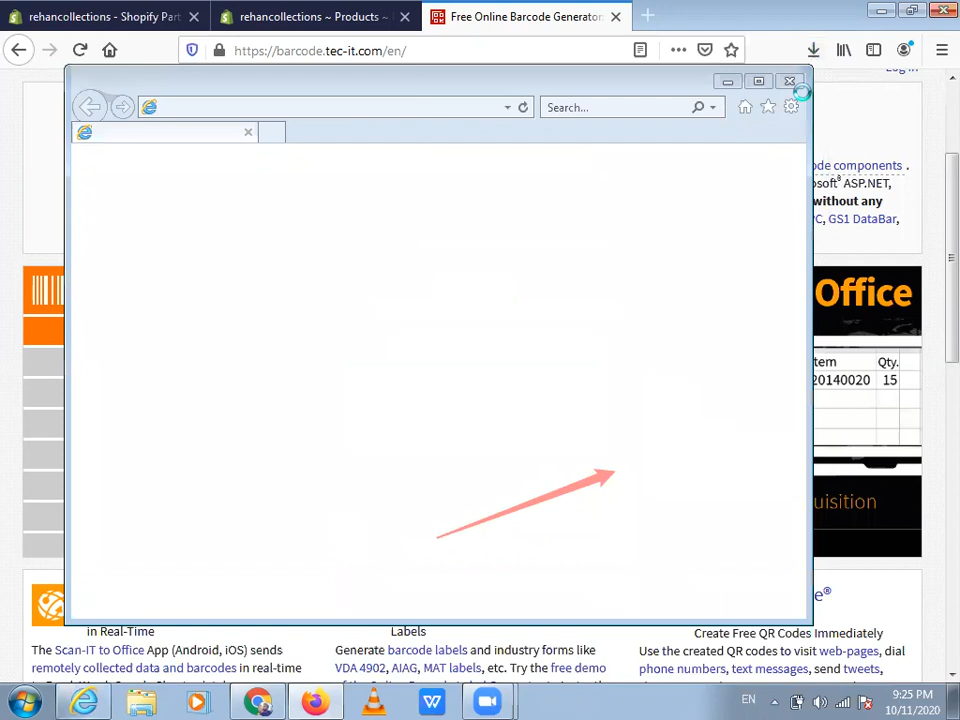 rehancollections - Shopify Part
rehancollections ~ Products ~
Free Online Barcode Generator
https://barcode.tec-it.com/en/
Search...
ode components .
osoft® ASP.NET,
without any
PC, GS1 DataBar,
Office
tem Qty.
20140020 15
uisition
e®
in Real-Time
The Scan-IT to Office App (Android, iOS) sends
remotely collected data and barcodes in real-time
Labels
Generate barcode labels and industry forms like
VDA 4902, AIAG, MAT labels, etc. Try the free demo
Create Free QR Codes Immediately
Use the created QR codes to visit web-pages, dial
phone numbers, text messages, send tweets,
EN
9:25 PM
10/11/2020